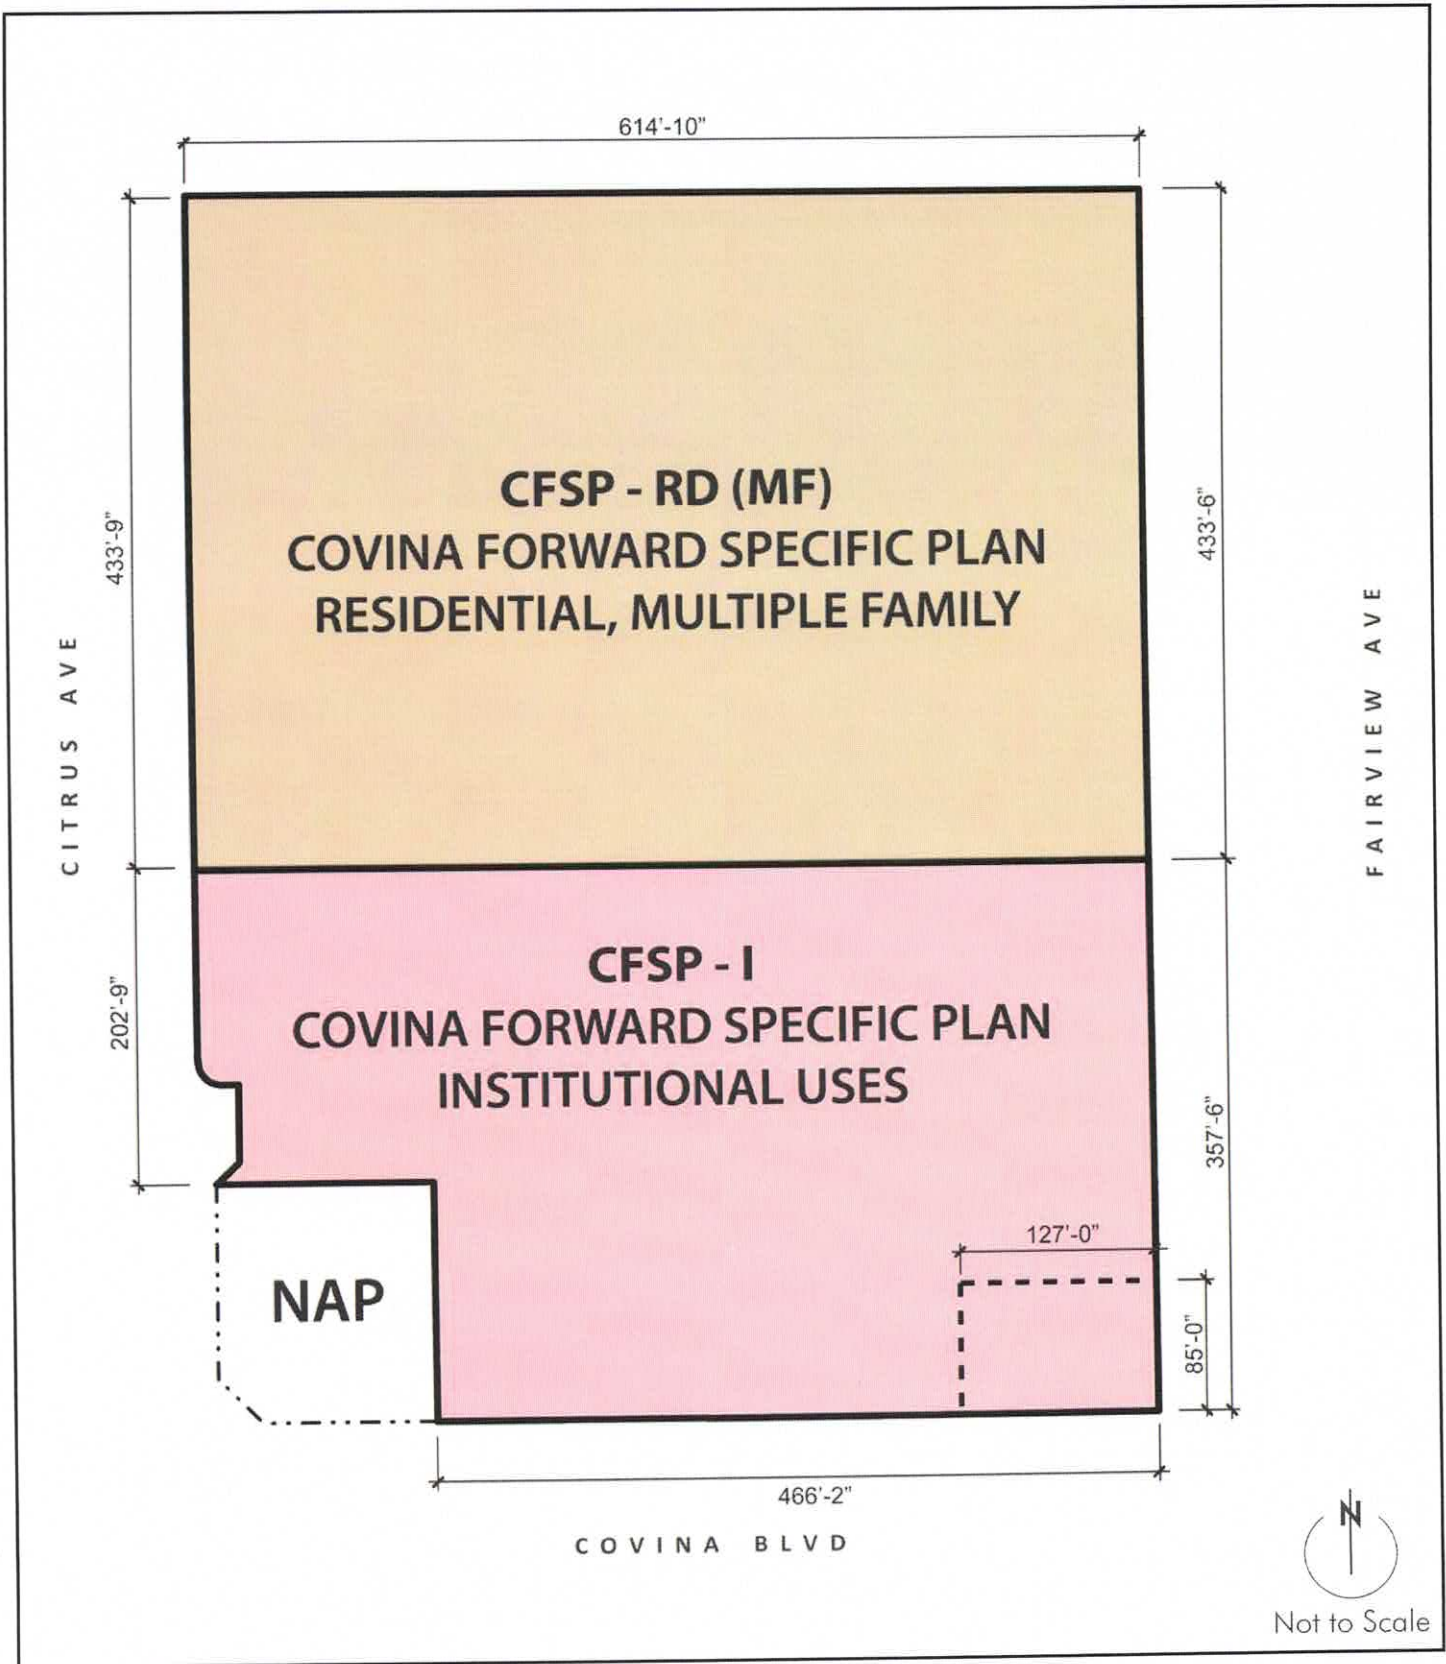 614'-10"
433'-9"
433'-6"
CFSP - RD (MF)
COVINA FORWARD SPECIFIC PLAN
RESIDENTIAL, MULTIPLE FAMILY
CITRUS AVE
FAIRVIEW AVE
202'-9"
CFSP - I
COVINA FORWARD SPECIFIC PLAN
INSTITUTIONAL USES
357'-6"
127'-0"
NAP
85'-0"
466'-2"
COVINA BLVD
N
Not to Scale